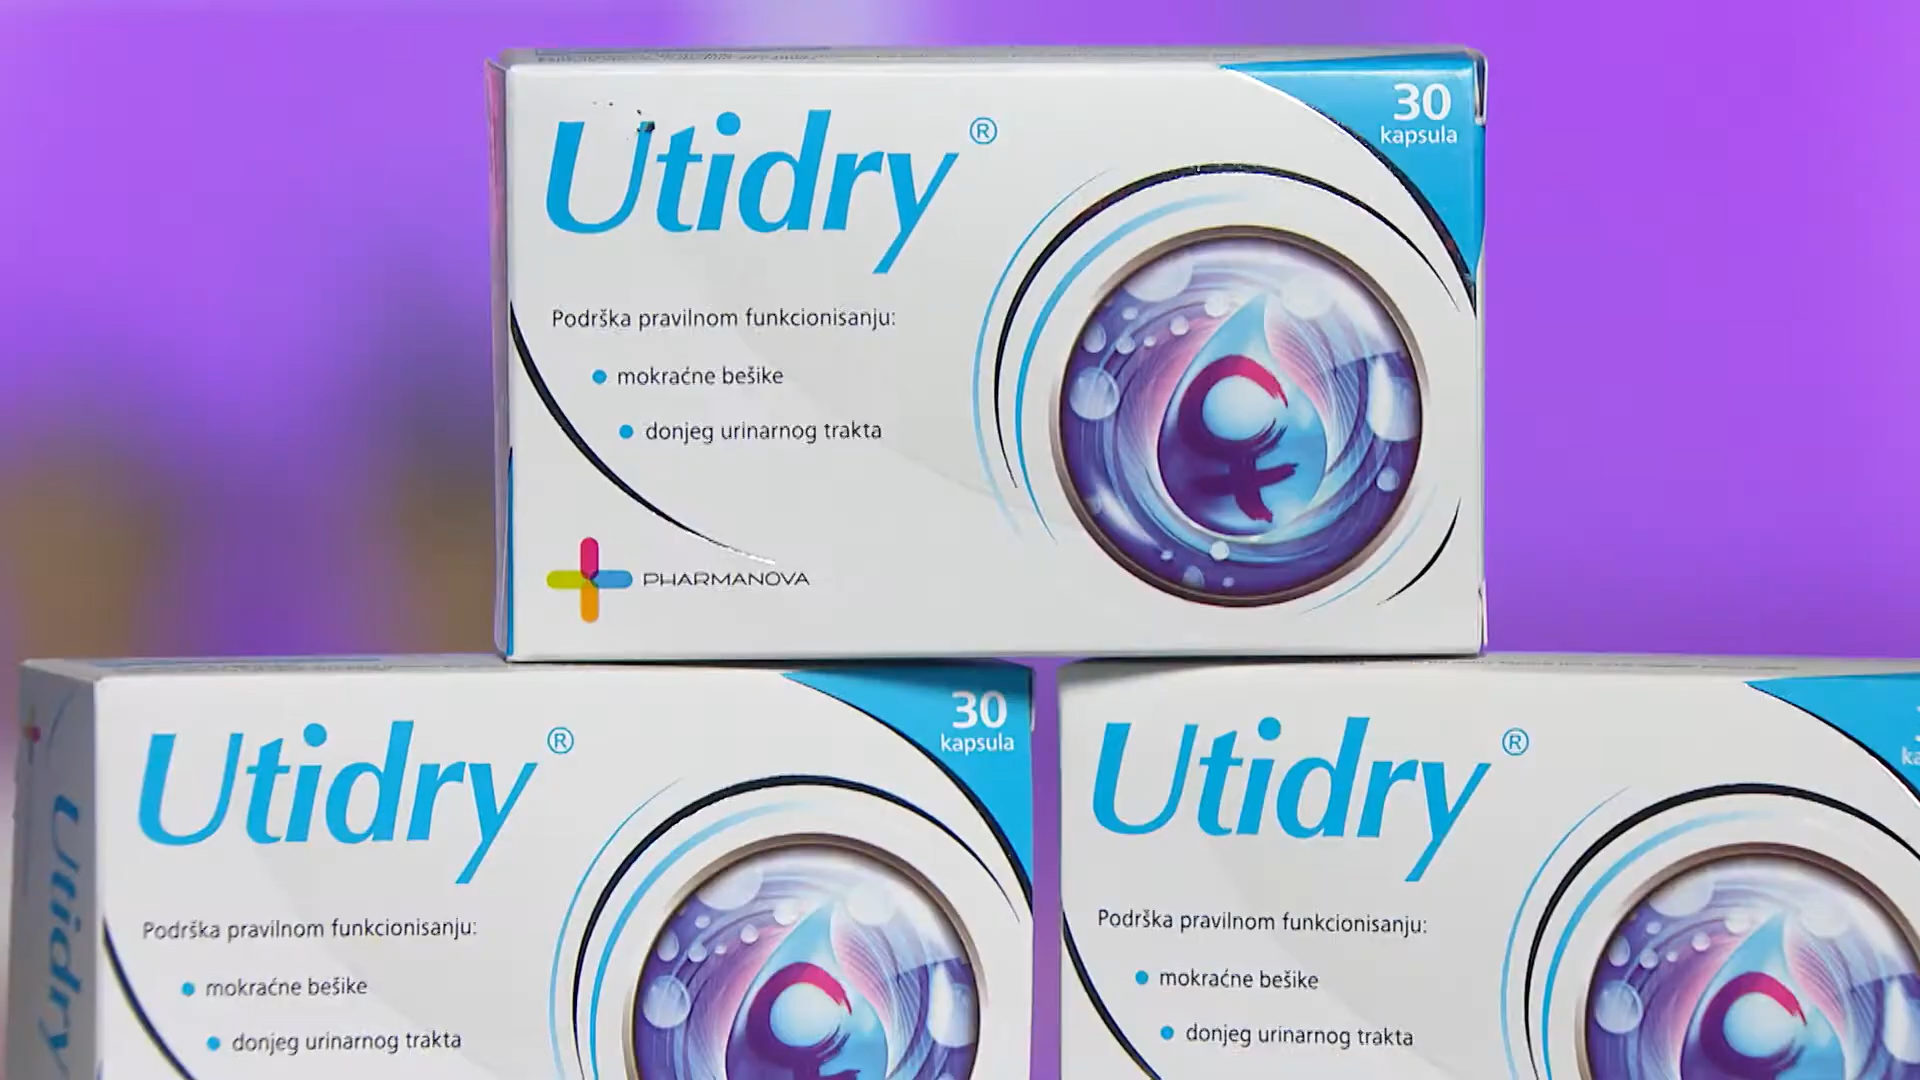 Utidry®
30
kapsula
Podrška pravilnom funkcionisanju:
mokraćne bešike
donjeg urinarnog trakta
PHARMANOVA
Utidry®
30
kapsula
Podrška pravilnom funkcionisanju:
mokraćne bešike
donjeg urinarnog trakta
Utidry
Utidry®
Podrška pravilnom funkcionisanju:
mokraćne bešike
donjeg urinarnog trakta